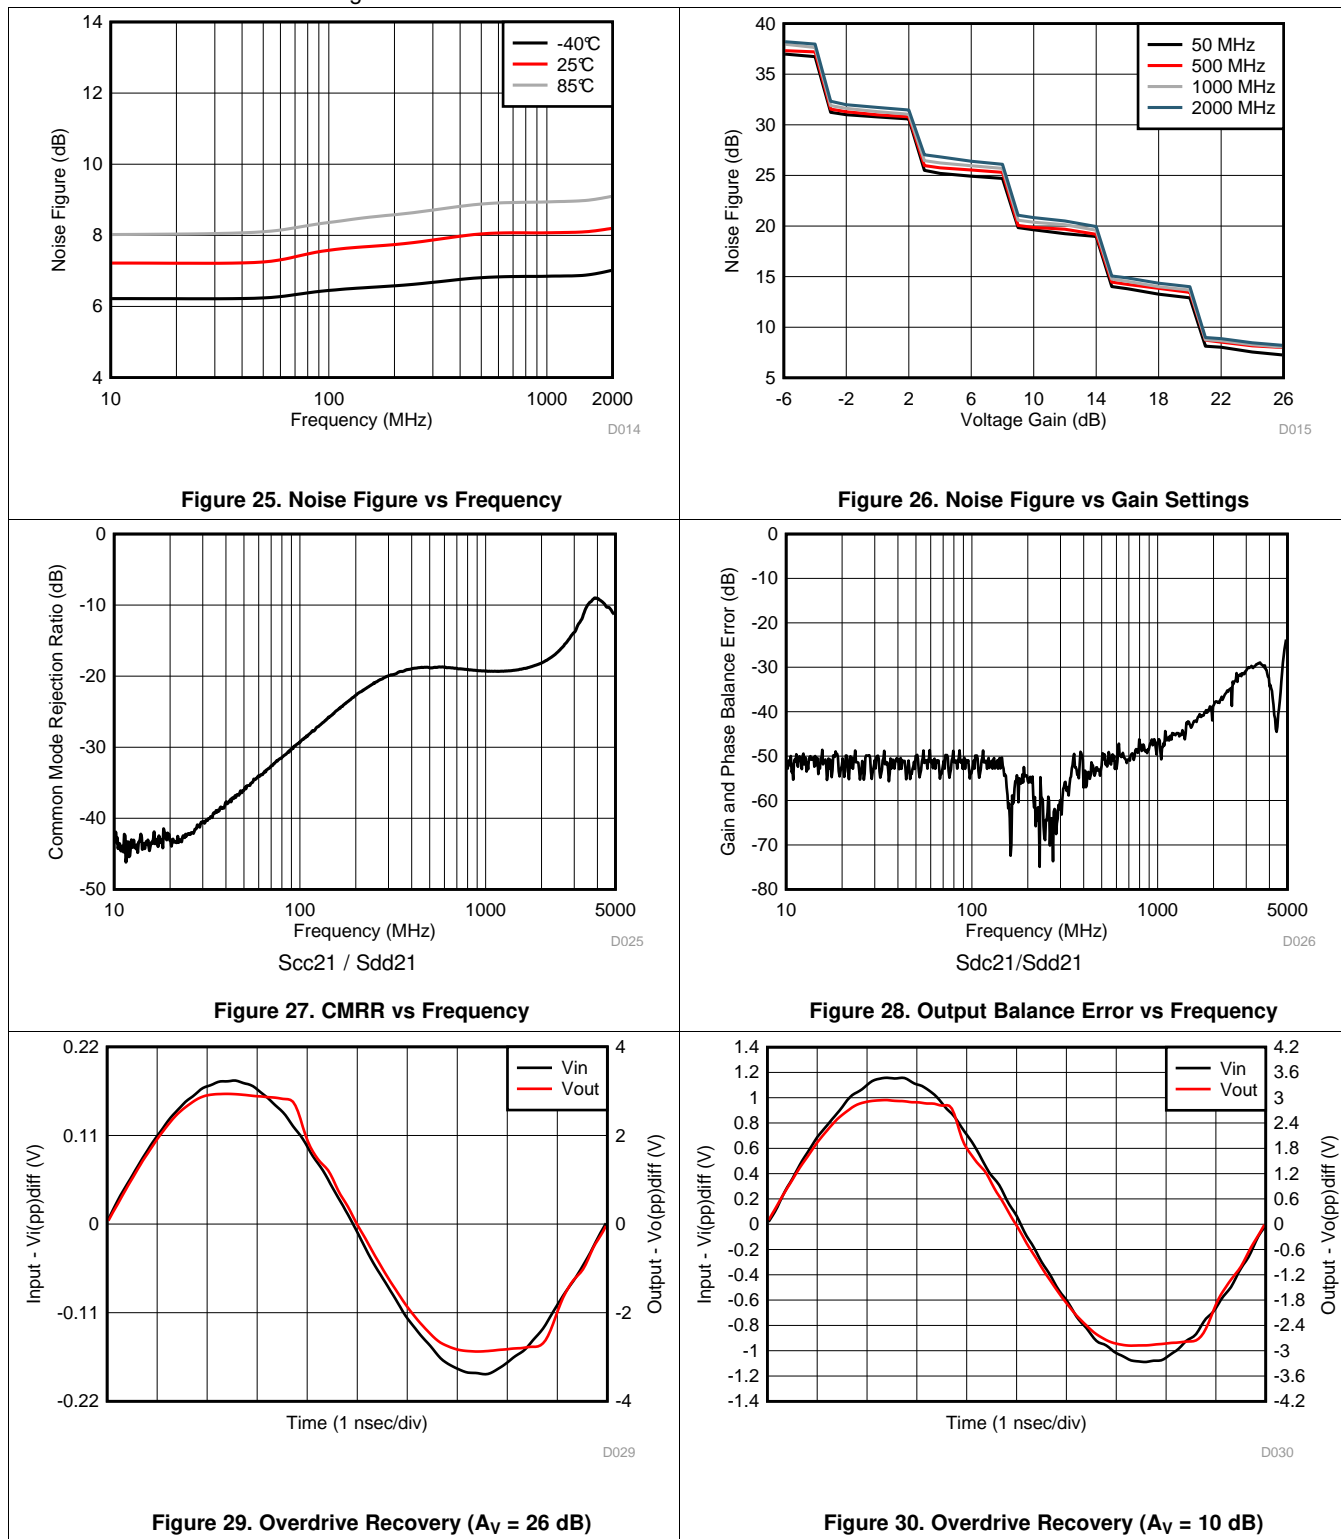 14
12
10
8
6
4
Noise Figure (dB)
-40°C
25°C
85°C
10
100
1000
2000
Frequency (MHz)
D014
Figure 25. Noise Figure vs Frequency
40
35
30
25
20
15
10
5
Noise Figure (dB)
50 MHz
500 MHz
1000 MHz
2000 MHz
-6
-2
2
6
10
14
18
22
26
Voltage Gain (dB)
D015
Figure 26. Noise Figure vs Gain Settings
0
-10
-20
-30
-40
-50
Common Mode Rejection Ratio (dB)
10
100
1000
5000
Frequency (MHz)
D025
Scc21 / Sdd21
Figure 27. CMRR vs Frequency
0
-10
-20
-30
-40
-50
-60
-70
-80
Gain and Phase Balance Error (dB)
10
100
1000
5000
Frequency (MHz)
D026
Sdc21/Sdd21
Figure 28. Output Balance Error vs Frequency
0.22
0.11
0
-0.11
-0.22
Input - Vi(pp)diff (V)
Vin
Vout
4
2
0
-2
-4
Output - Vo(pp)diff (V)
Time (1 nsec/div)
D029
Figure 29. Overdrive Recovery (AV = 26 dB)
1.4
1.2
1
0.8
0.6
0.4
0.2
0
-0.2
-0.4
-0.6
-0.8
-1
-1.2
-1.4
Input - Vi(pp)diff (V)
Vin
Vout
4.2
3.6
3
2.4
1.8
1.2
0.6
0
-0.6
-1.2
-1.8
-2.4
-3
-3.6
-4.2
Output - Vo(pp)diff (V)
Time (1 nsec/div)
D030
Figure 30. Overdrive Recovery (AV = 10 dB)